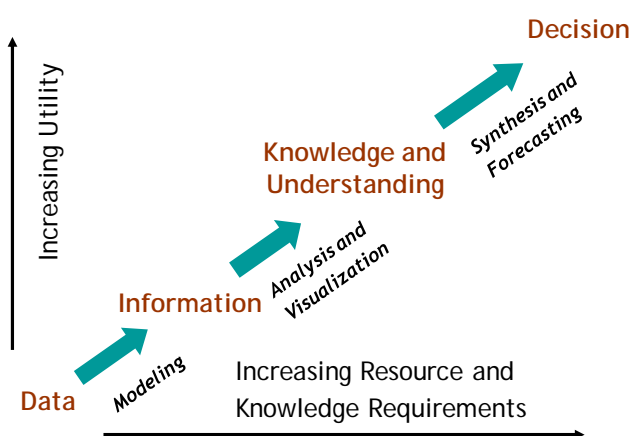 Decision
Increasing Utility
Synthesis and
Forecasting
Knowledge and
Understanding
Analysis and
Visualization
Information
Modeling
Data
Increasing Resource and
Knowledge Requirements